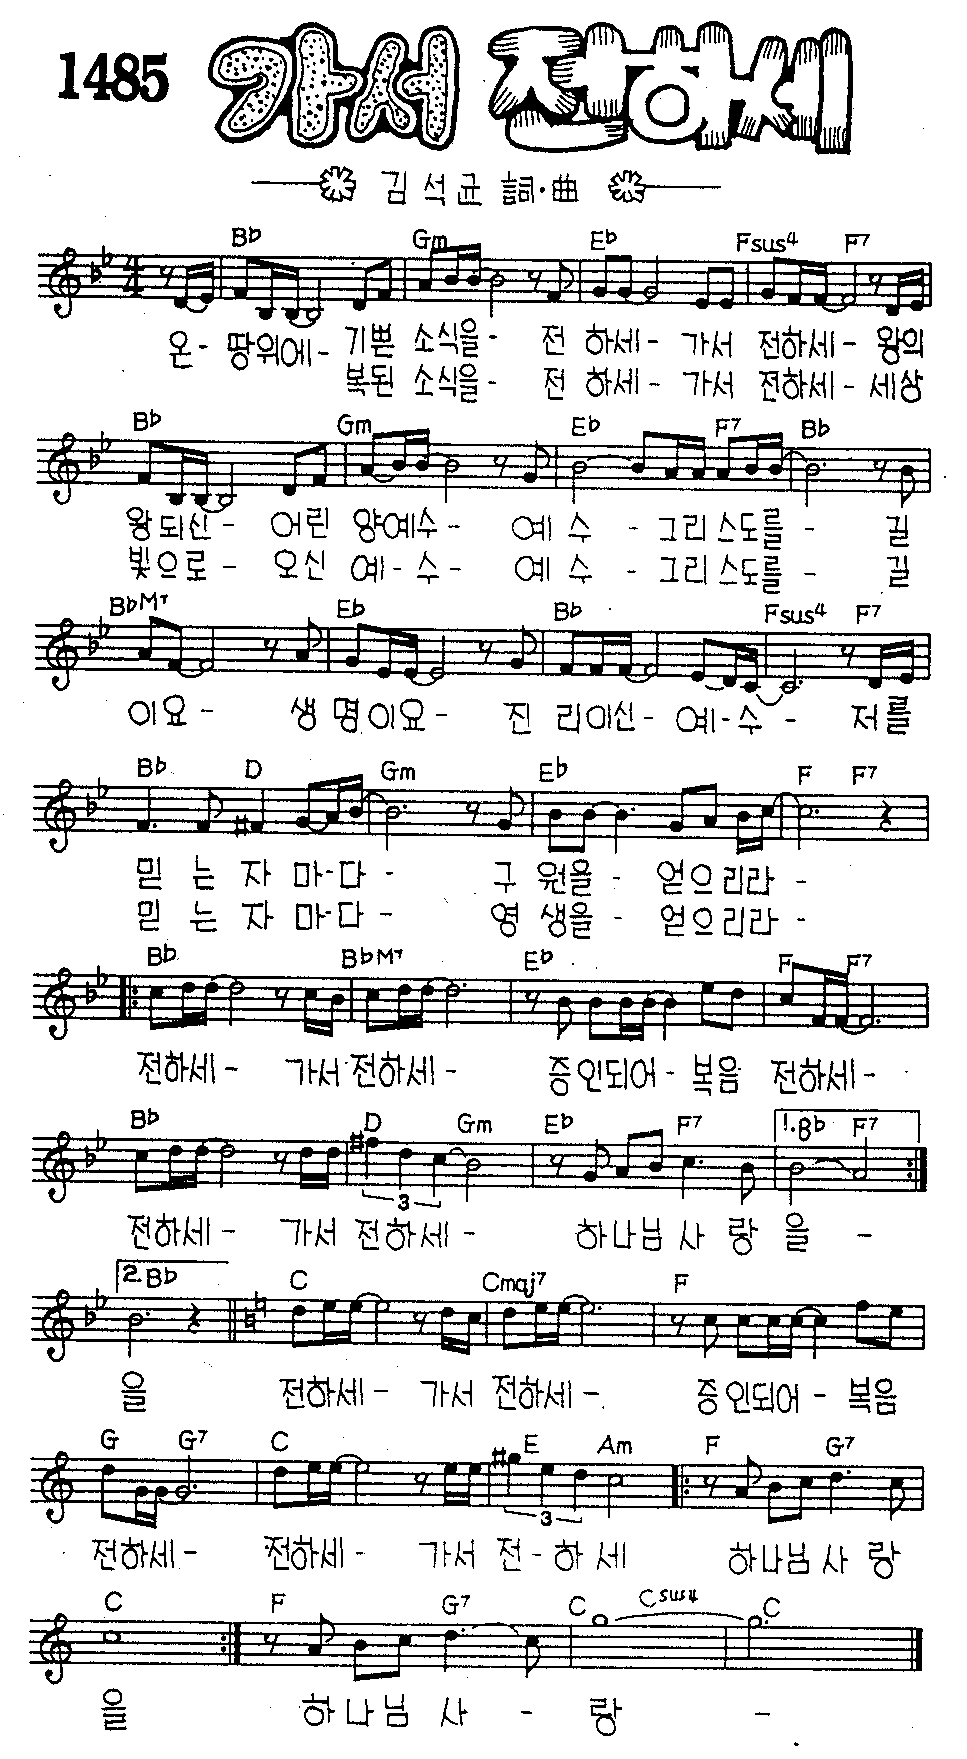 1485
가서 전하세
김석균 詞·曲
Bb Gm Eb Fsus4 F7
온- 땅위에- 기쁜 소식을- 전 하세- 가서 전하세- 왕의
복된 소식을- 전 하세- 가서 전하세- 세상
Bb Gm Eb F7 Bb
왕되신- 어린 양예수- 예 수 - 그리스도를- 길
빛으로- 오신 예-수- 예 수 - 그리스도를- 길
BbM7 Eb Bb Fsus4 F7
이요- 생명이요- 진리이신- 예-수- 저를
Bb D Gm Eb F F7
믿 는 자 마-다 - 구 원을 - 얻으리라 -
믿 는 자 마-다 - 영 생을 - 얻으리라 -
Bb BbM7 Eb F F7
전하세- 가서 전하세- 증인되어-복음 전하세-
Bb D Gm Eb F7 1.Bb F7
3
전하세- 가서 전하세- 하나님 사 랑 을 -
2.Bb C Cmaj7 F
을 전하세- 가서 전하세- 증인되어-복음
G G7 C E Am F G7
3
전하세- 전하세- 가서 전-하 세 하나님 사 랑
C F G7 C Csus4 C
을 하나님 사 - 랑 -